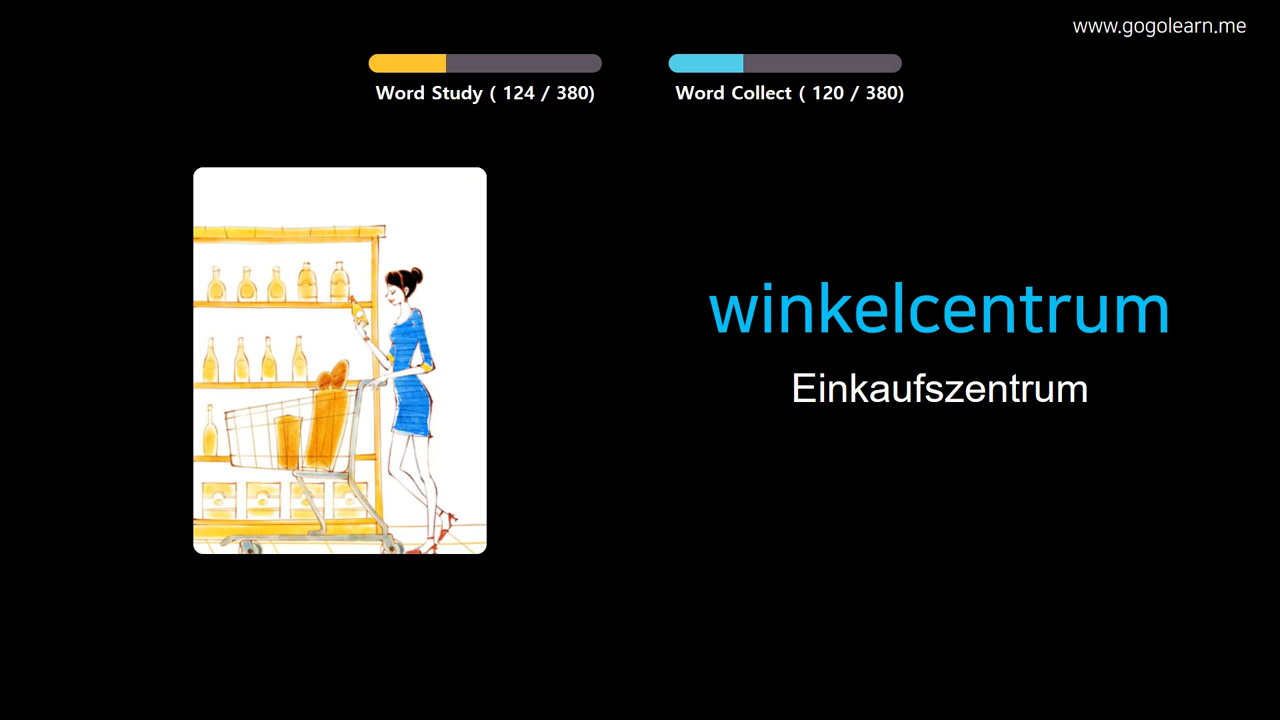 www.gogolearn.me
Word Study ( 124 / 380)
Word Collect ( 120 / 380)
winkelcentrum
Einkaufszentrum